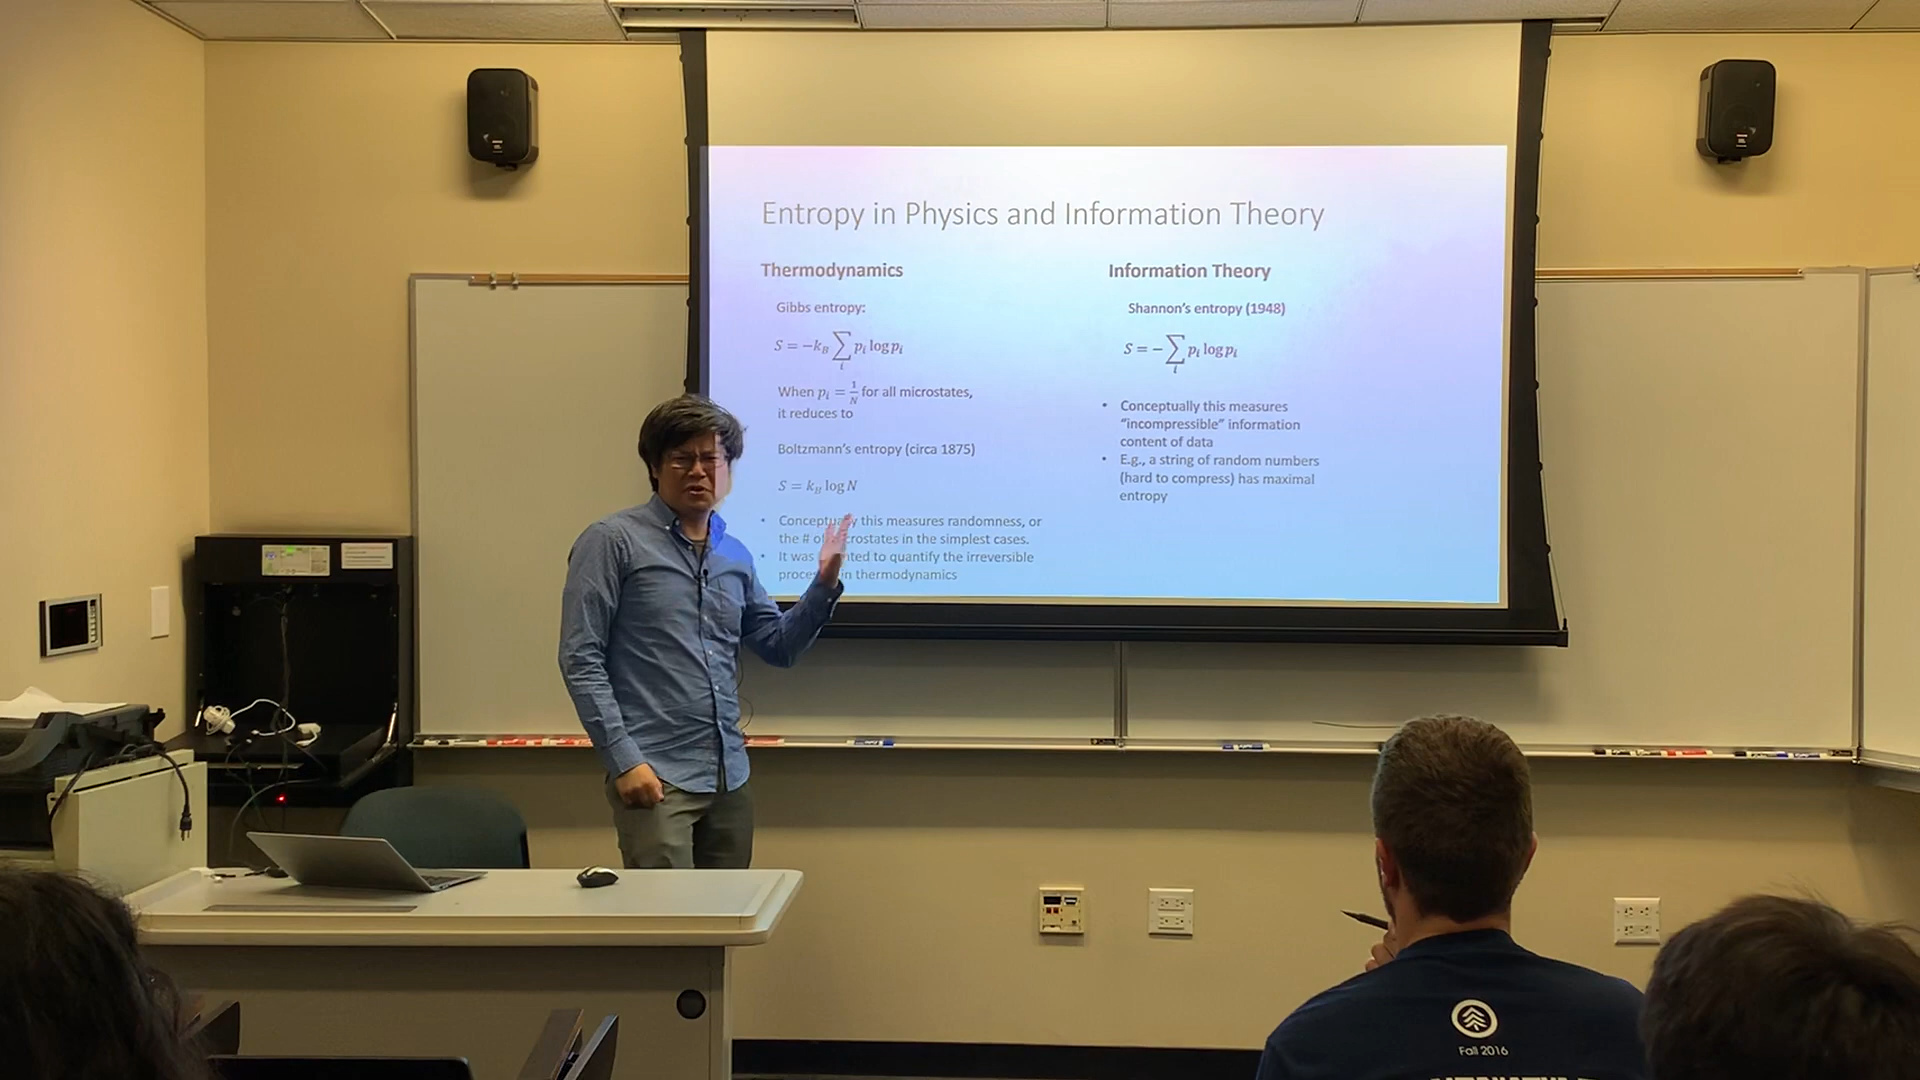 Entropy in Physics and Information Theory
Thermodynamics
Gibbs entropy:
S = −k_B ∑_i p_i log p_i
When p_i = 1/N for all microstates,
it reduces to
Boltzmann's entropy (circa 1875)
S = k_B log N
• Conceptually this measures randomness, or
the # of microstates in the simplest cases.
• It was to quantify the irreversible
in thermodynamics
Information Theory
Shannon's entropy (1948)
S = − ∑_i p_i log p_i
• Conceptually this measures
“incompressible” information
content of data
• E.g., a string of random numbers
(hard to compress) has maximal
entropy
Fall 2016